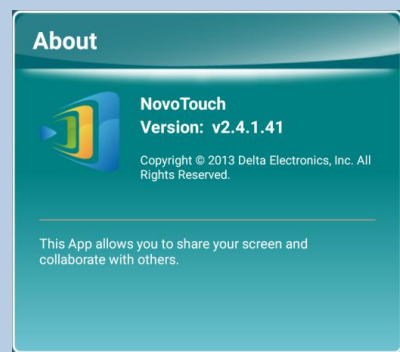 About
NovoTouch
Version: v2.4.1.41
Copyright © 2013 Delta Electronics, Inc. All
Rights Reserved.
This App allows you to share your screen and
collaborate with others.